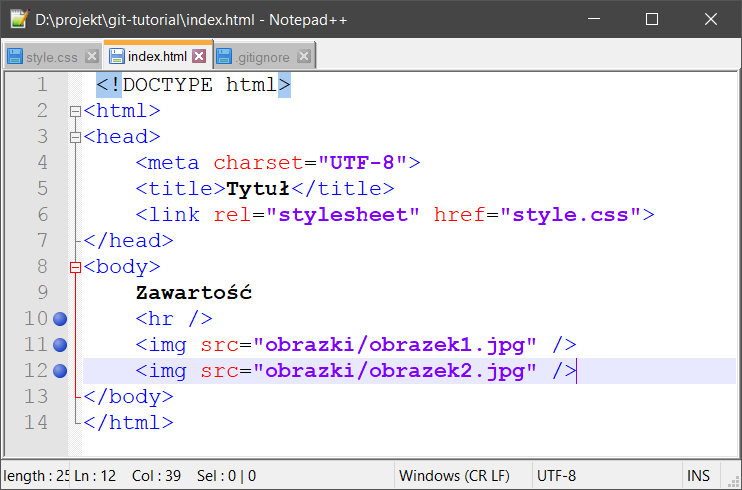 D:\projekt\git-tutorial\index.html - Notepad++
style.css index.html .gitignore
1 <!DOCTYPE html>
2 <html>
3 <head>
4 <meta charset="UTF-8">
5 <title>Tytuł</title>
6 <link rel="stylesheet" href="style.css">
7 </head>
8 <body>
9 Zawartość
10 <hr />
11 <img src="obrazki/obrazek1.jpg" />
12 <img src="obrazki/obrazek2.jpg" />
13 </body>
14 </html>
length : 25 Ln : 12 Col : 39 Sel : 0 | 0 Windows (CR LF) UTF-8 INS